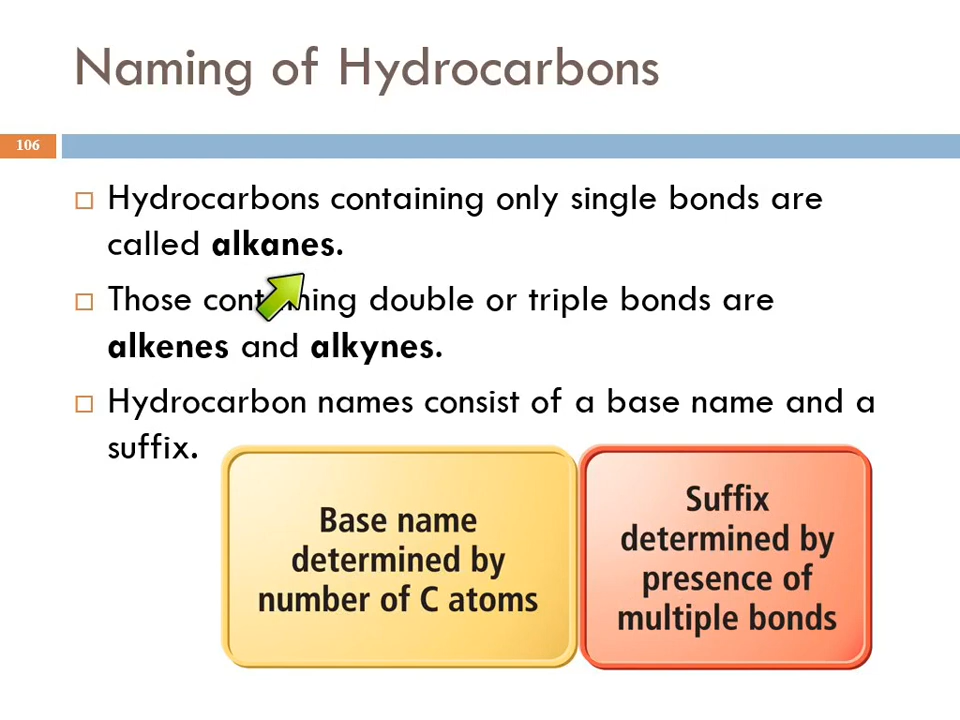 Naming of Hydrocarbons
106
Hydrocarbons containing only single bonds are
called alkanes.
Those containing double or triple bonds are
alkenes and alkynes.
Hydrocarbon names consist of a base name and a
suffix.
Base name
determined by
number of C atoms
Suffix
determined by
presence of
multiple bonds